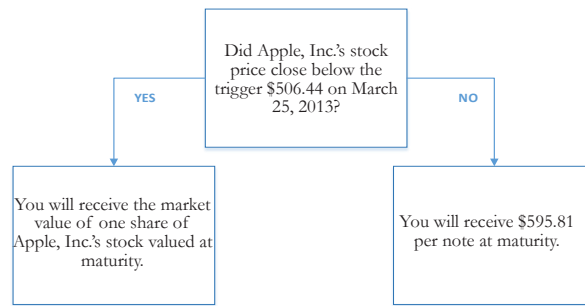 Did Apple, Inc.'s stock
price close below the
trigger $506.44 on March
25, 2013?
YES
NO
You will receive the market
value of one share of
Apple, Inc.'s stock valued at
maturity.
You will receive $595.81
per note at maturity.